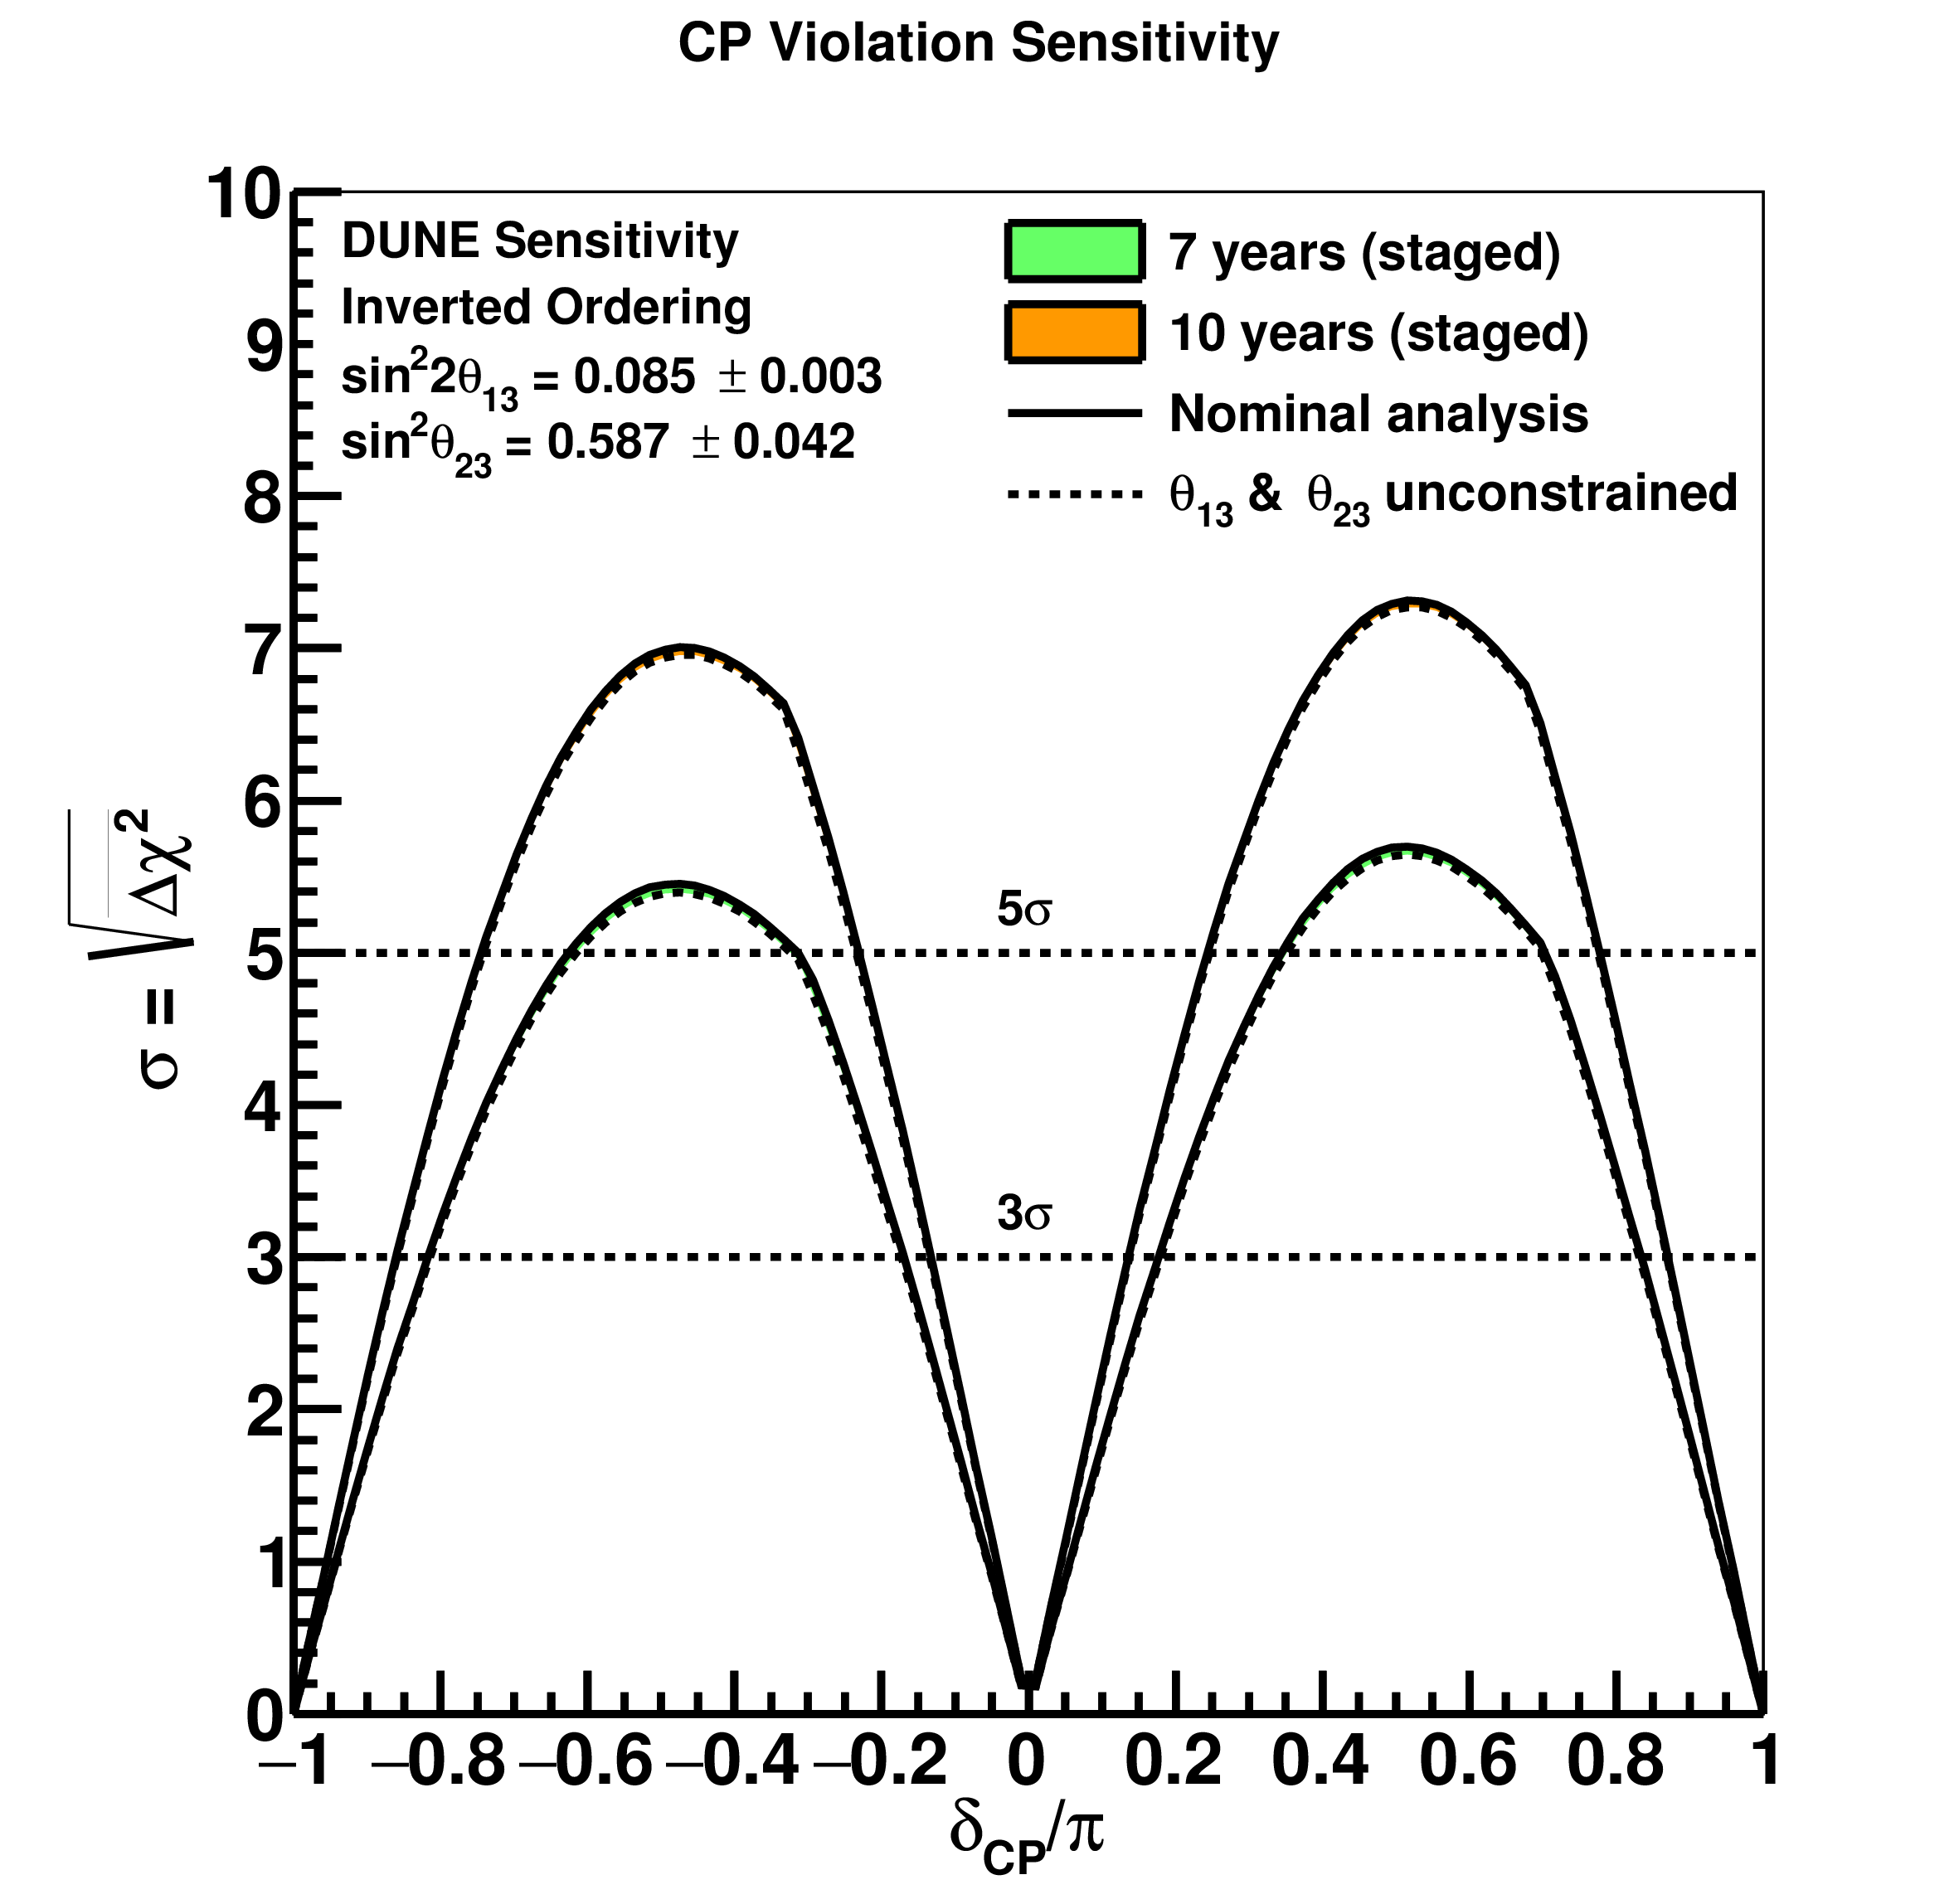 CP Violation Sensitivity
DUNE Sensitivity
Inverted Ordering
sin²2θ₁₃ = 0.085 ± 0.003
sin²θ₂₃ = 0.587 ± 0.042
7 years (staged)
10 years (staged)
Nominal analysis
θ₁₃ & θ₂₃ unconstrained
10
9
8
7
6
5
4
3
2
1
0
σ = √Δχ²
5σ
3σ
−1 −0.8 −0.6 −0.4 −0.2 0 0.2 0.4 0.6 0.8 1
δCP/π